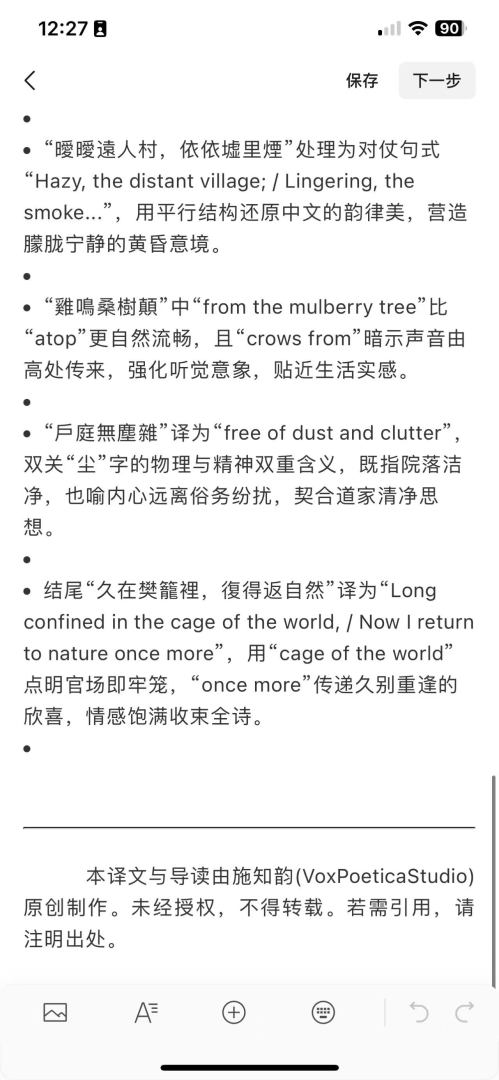 12:27
90
保存
下一步
•
• “曖曖遠人村，依依墟里煙”处理为对仗句式
“Hazy, the distant village; / Lingering, the
smoke...”，用平行结构还原中文的韵律美，营造
朦胧宁静的黄昏意境。
•
• “雞鳴桑樹顛”中“from the mulberry tree”比
“atop”更自然流畅，且“crows from”暗示声音由
高处传来，强化听觉意象，贴近生活实感。
•
• “戶庭無塵雜”译为“free of dust and clutter”，
双关“尘”字的物理与精神双重含义，既指院落洁
净，也喻内心远离俗务纷扰，契合道家清净思
想。
•
• 结尾“久在樊籠裡，復得返自然”译为“Long
confined in the cage of the world, / Now I return
to nature once more”，用“cage of the world”
点明官场即牢笼，“once more”传递久别重逢的
欣喜，情感饱满收束全诗。
•
本译文与导读由施知韵(VoxPoeticaStudio)
原创制作。未经授权，不得转载。若需引用，请
注明出处。